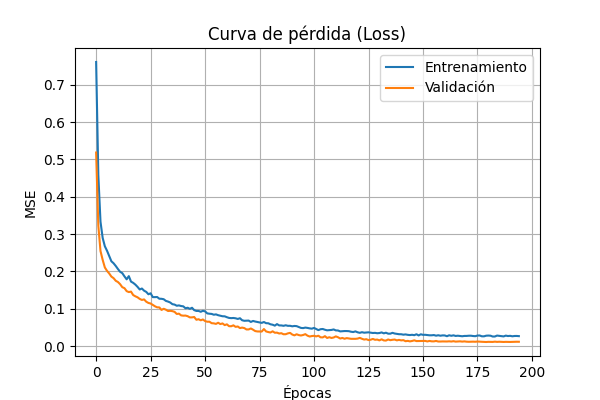 Curva de pérdida (Loss)
Entrenamiento
Validación
MSE
0.7
0.6
0.5
0.4
0.3
0.2
0.1
0.0
0 25 50 75 100 125 150 175 200
Épocas